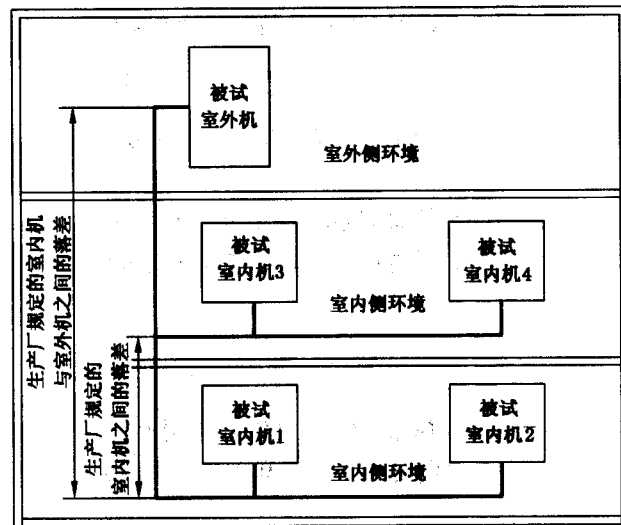 被试
室外机
室外侧环境
生产厂规定的室内机
与室外机之间的落差
被试
室内机3
被试
室内机4
室内侧环境
生产厂规定的
室内机之间的落差
被试
室内机1
被试
室内机2
室内侧环境